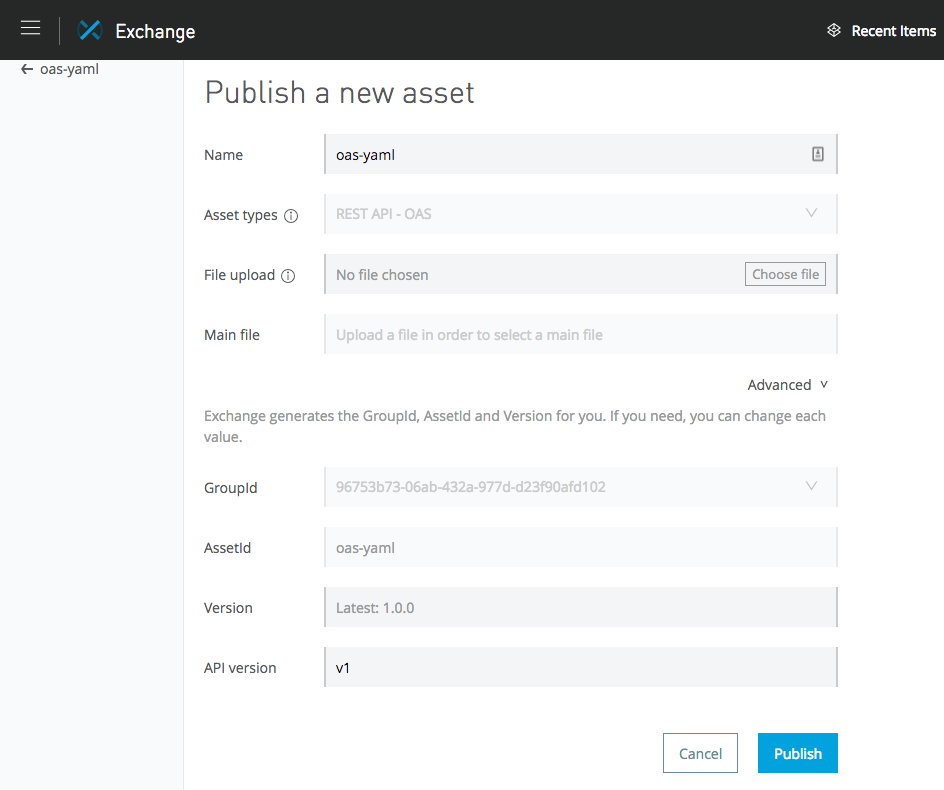 Exchange
Recent Items
oas-yaml
Publish a new asset
Name
oas-yaml
Asset types
REST API - OAS
File upload
No file chosen
Choose file
Main file
Upload a file in order to select a main file
Advanced
Exchange generates the GroupId, AssetId and Version for you. If you need, you can change each
value.
GroupId
96753b73-06ab-432a-977d-d23f90afd102
AssetId
oas-yaml
Version
Latest: 1.0.0
API version
v1
Cancel
Publish